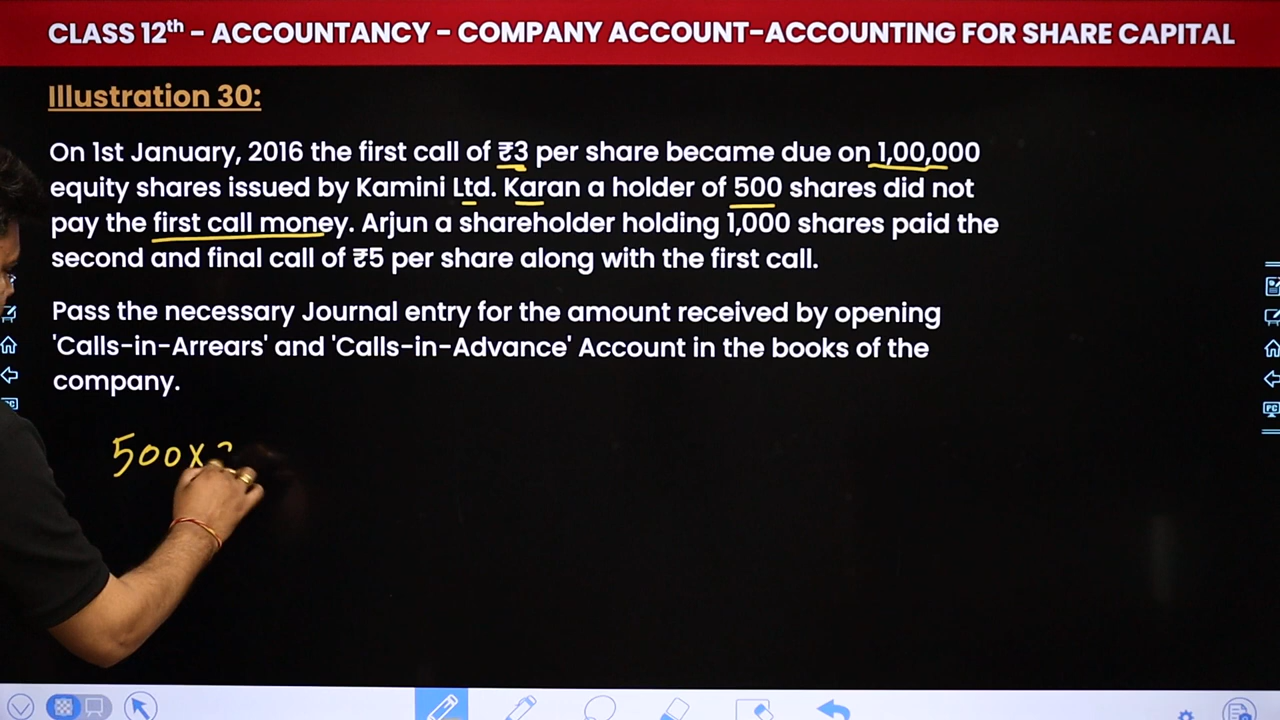 CLASS 12th - ACCOUNTANCY - COMPANY ACCOUNT-ACCOUNTING FOR SHARE CAPITAL
Illustration 30:
On 1st January, 2016 the first call of ₹3 per share became due on 1,00,000
equity shares issued by Kamini Ltd. Karan a holder of 500 shares did not
pay the first call money. Arjun a shareholder holding 1,000 shares paid the
second and final call of ₹5 per share along with the first call.
Pass the necessary Journal entry for the amount received by opening
'Calls-in-Arrears' and 'Calls-in-Advance' Account in the books of the
company.
500x